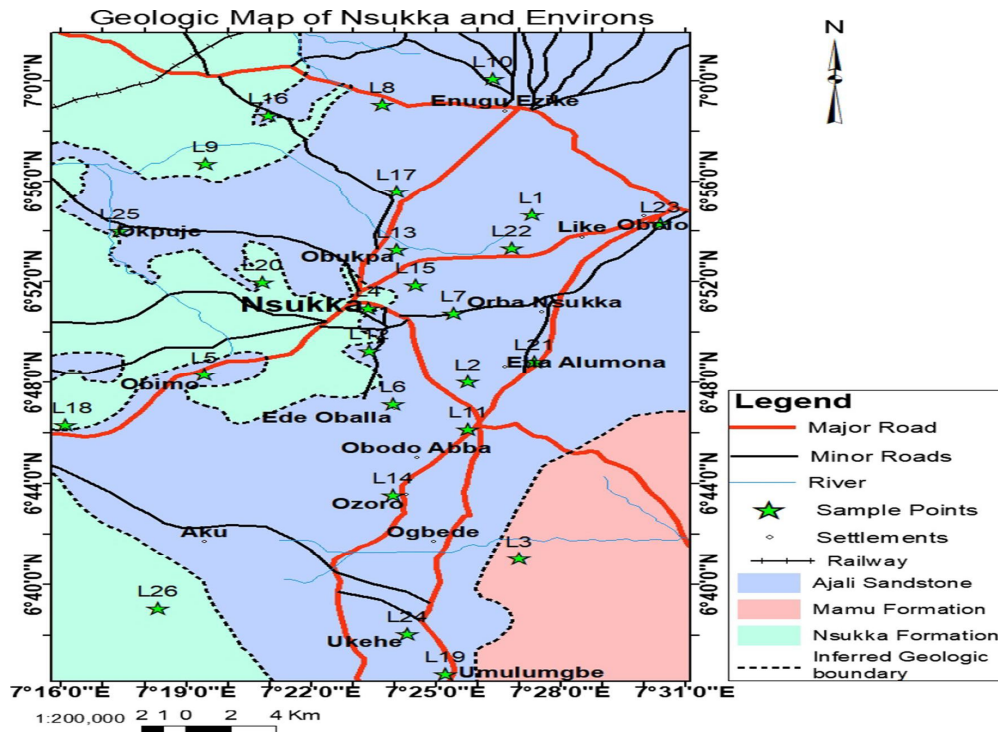 Geologic Map of Nsukka and Environs
N
7°0'0"N
6°56'0"N
6°52'0"N
6°48'0"N
6°44'0"N
6°40'0"N
7°0'0"N
6°56'0"N
6°52'0"N
6°48'0"N
6°44'0"N
6°40'0"N
L10
L8
Enugu Ezike
L16
L9
L17
L1
L23
L25
Okpuje
L13
L22
Like
Obolo
Obukpa
L20
L15
Nsukka
4
L7
Orba Nsukka
L12
L5
L21
Obimo
L2
Alumona
L18
L6
Ede Oballa
L11
Obodo Abba
L14
Ozoro
Aku
Ogbede
L3
L26
L24
Ukehe
L19
Umulumgbe
7°16'0"E
7°19'0"E
7°22'0"E
7°25'0"E
7°28'0"E
7°31'0"E
1:200,000
2 1 0 2 4 Km
Legend
Major Road
Minor Roads
River
Sample Points
Settlements
Railway
Ajali Sandstone
Mamu Formation
Nsukka Formation
Inferred Geologic
boundary